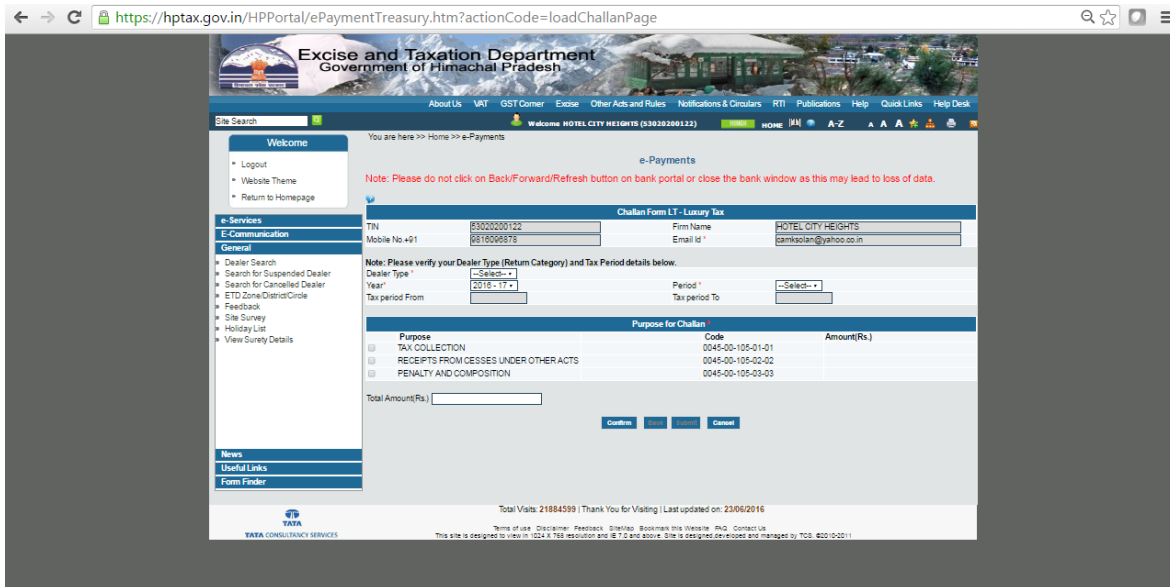 https://hptax.gov.in/HPPortal/ePaymentTreasury.htm?actionCode=loadChallanPage
Excise and Taxation Department
Government of Himachal Pradesh
About Us VAT GST Corner Excise Other Acts and Rules Notifications & Circulars RTI Publications Help Quick Links Help Desk
Site Search
Welcome HOTEL CITY HEIGHTS (53020200122) HOME A-Z A A A
Welcome
Logout
Website Theme
Return to Homepage
e-Services
e-Communication
General
Dealer Search
Search for Suspended Dealer
Search for Cancelled Dealer
ETD Zone/District/Circle
Feedback
Site Survey
Holiday List
View Surety Details
News
Useful Links
Form Finder
You are here >> Home >> e-Payments
e-Payments
Note: Please do not click on Back/Forward/Refresh button on bank portal or close the bank window as this may lead to loss of data.
Challan Form LT - Luxury Tax
TIN 53020200122 Firm Name HOTEL CITY HEIGHTS
Mobile No.+91 9816096878 Email Id * camksolan@yahoo.co.in
Note: Please verify your Dealer Type (Return Category) and Tax Period details below.
Dealer Type * --Select--
Year* 2016 - 17 Period * --Select--
Tax period From Tax period To
Purpose for Challan *
Purpose Code Amount(Rs.)
TAX COLLECTION 0045-00-105-01-01
RECEIPTS FROM CESSES UNDER OTHER ACTS 0045-00-105-02-02
PENALTY AND COMPOSITION 0045-00-105-03-03
Total Amount(Rs.)
Confirm Save Submit Cancel
TATA
TATA CONSULTANCY SERVICES
Total Visits: 21884599 | Thank You for Visiting | Last updated on: 23/06/2016
Terms of use Disclaimer Feedback SiteMap Bookmark this Website FAQ Contact Us
This site is designed to view in 1024 X 768 resolution and IE 7.0 and above. Site is designed,developed and managed by TCS. ©2010-2011